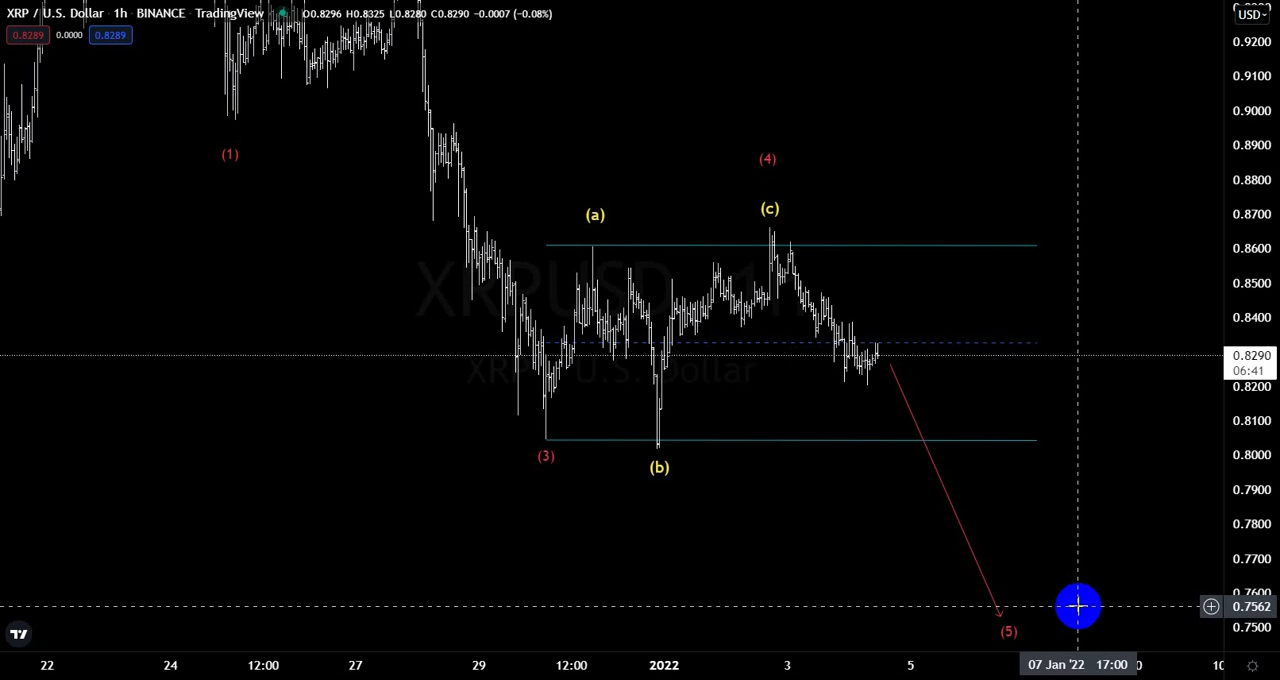 XRP / U.S. Dollar · 1h · BINANCE · TradingView O0.8296 H0.8325 L0.8280 C0.8290 −0.0007 (−0.08%)
0.8289 0.0000 0.8289
USD
0.9200
0.9100
0.9000
0.8900
0.8800
0.8700
0.8600
0.8500
0.8400
0.8290
06:41
0.8200
0.8100
0.8000
0.7900
0.7800
0.7700
0.7600
0.7562
0.7500
(1)
(4)
(a)
(c)
XRPUSD, 1h
XRP / U.S. Dollar
(3)
(b)
(5)
22 24 12:00 27 29 12:00 2022 3 5 07 Jan '22 17:00